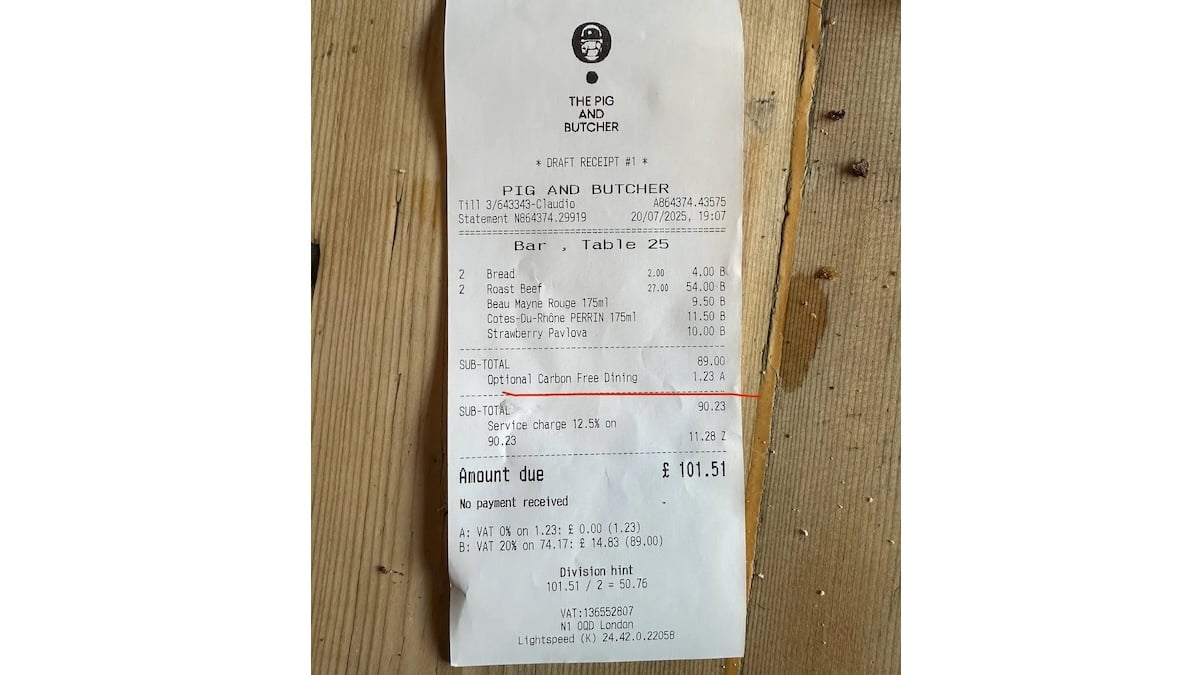 THE PIG
AND
BUTCHER
* DRAFT RECEIPT #1 *
PIG AND BUTCHER
Till 3/643343-Claudio A864374.43575
Statement N864374.29919 20/07/2025, 19:07
Bar , Table 25
2 Bread 2.00 4.00 B
2 Roast Beef 27.00 54.00 B
Beau Mayne Rouge 175ml 9.50 B
Cotes-Du-Rhône PERRIN 175ml 11.50 B
Strawberry Pavlova 10.00 B
SUB-TOTAL 89.00
Optional Carbon Free Dining 1.23 A
SUB-TOTAL 90.23
Service charge 12.5% on
90.23 11.28 Z
Amount due £ 101.51
No payment received
A: VAT 0% on 1.23: £ 0.00 (1.23)
B: VAT 20% on 74.17: £ 14.83 (89.00)
Division hint
101.51 / 2 = 50.76
VAT:136552807
N1 0QD London
Lightspeed (K) 24.42.0.22058